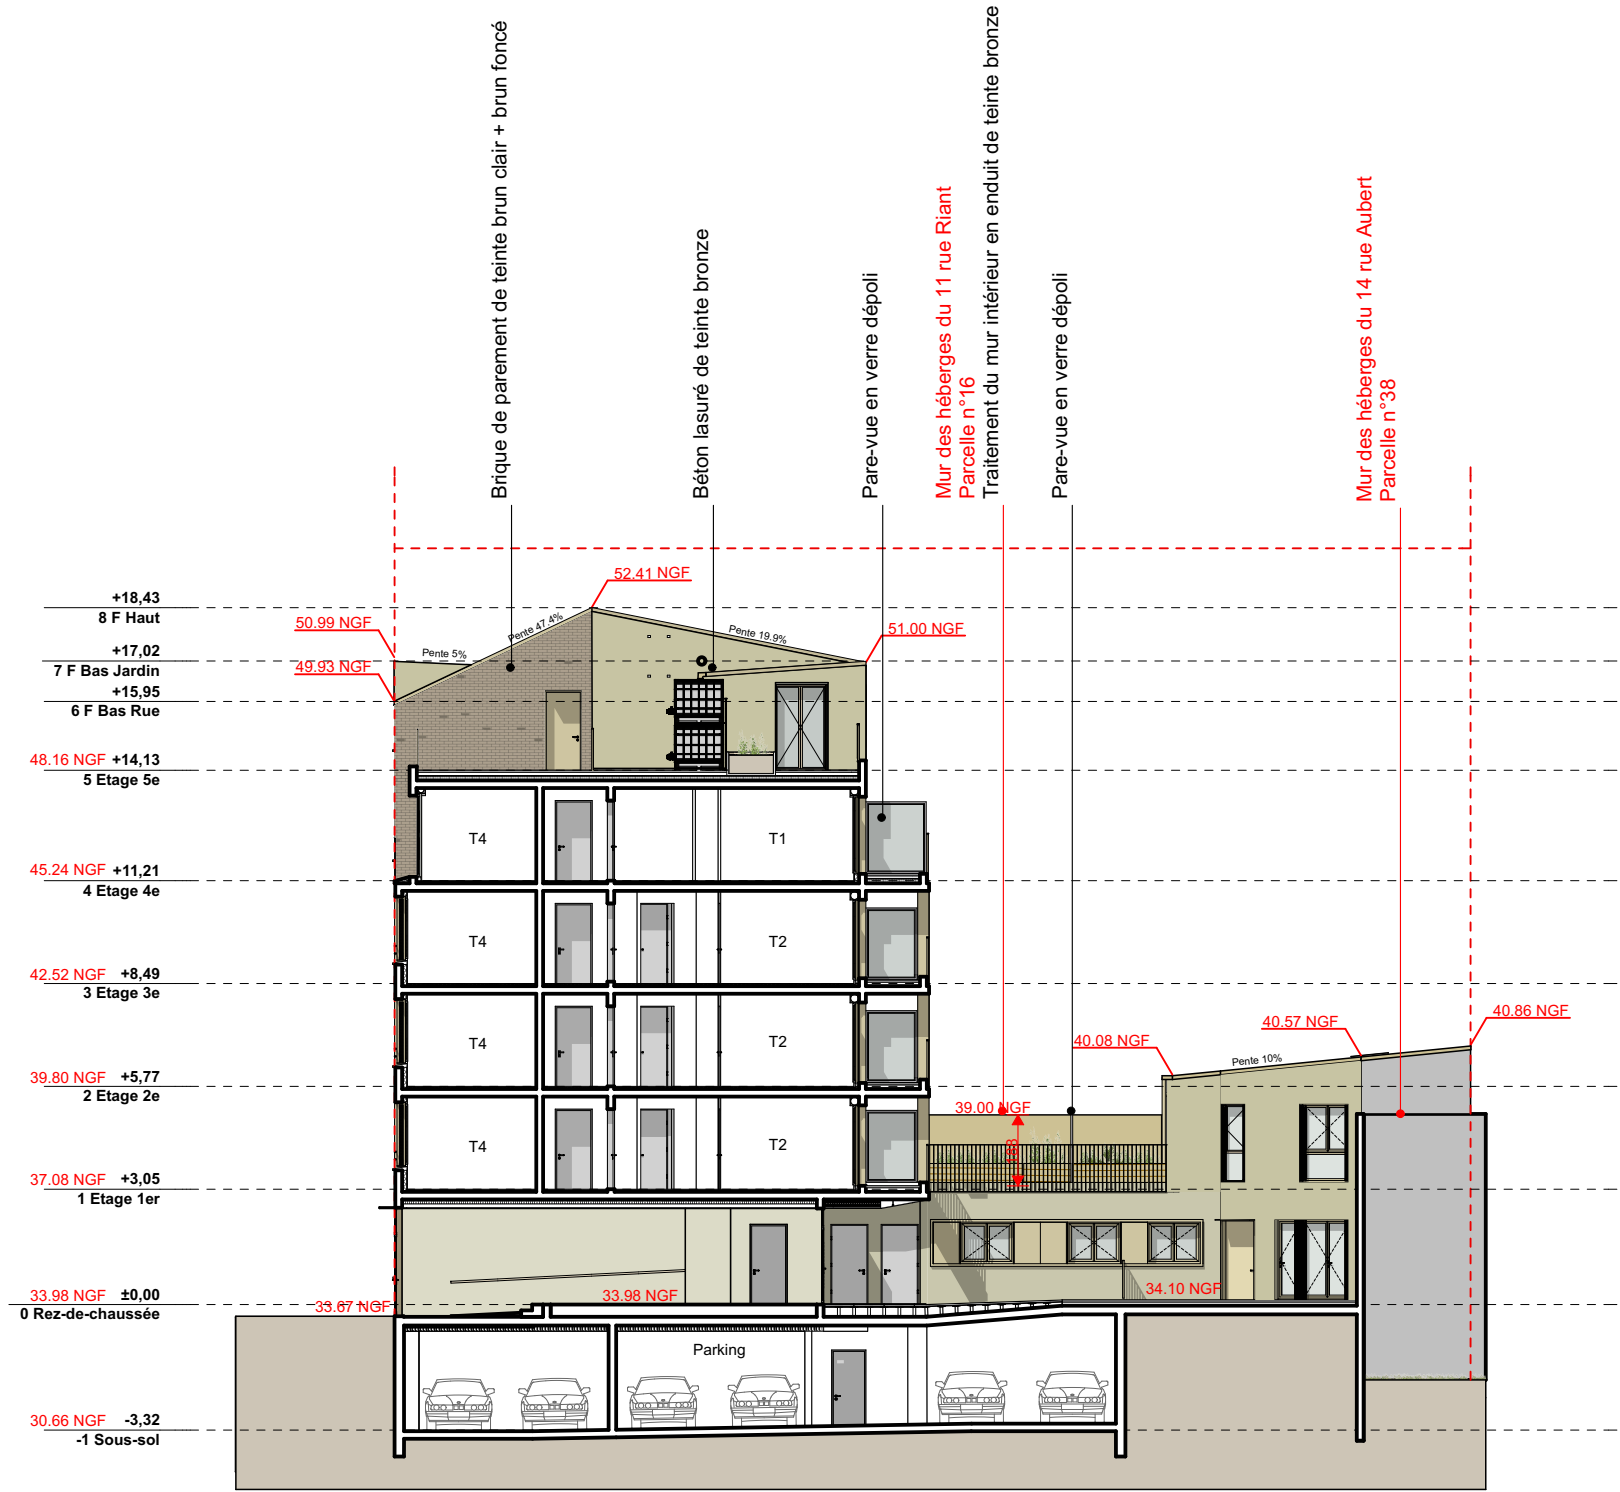 Brique de parement de teinte brun clair + brun foncé
Béton lasuré de teinte bronze
Pare-vue en verre dépoli
Mur des héberges du 11 rue Riant
Parcelle n°16
Traitement du mur intérieur en enduit de teinte bronze
Pare-vue en verre dépoli
Mur des héberges du 14 rue Aubert
Parcelle n°38
52.41 NGF
+18,43
8 F Haut
50.99 NGF
Pente 47.4%
Pente 19.9%
51.00 NGF
Pente 5%
+17,02
7 F Bas Jardin
49.93 NGF
+15,95
6 F Bas Rue
48.16 NGF +14,13
5 Etage 5e
T4
T1
45.24 NGF +11,21
4 Etage 4e
T4
T2
42.52 NGF +8,49
3 Etage 3e
T4
T2
40.86 NGF
40.57 NGF
40.08 NGF
Pente 10%
39.80 NGF +5,77
2 Etage 2e
39.00 NGF
T4
T2
37.08 NGF +3,05
1 Etage 1er
33.98 NGF ±0,00
0 Rez-de-chaussée
33.67 NGF
33.98 NGF
34.10 NGF
Parking
30.66 NGF -3,32
-1 Sous-sol